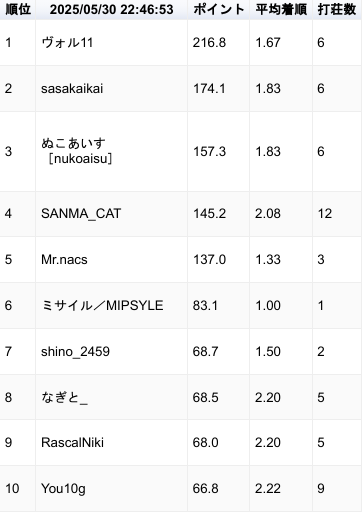 順位 2025/05/30 22:46:53 ポイント 平均着順 打荘数
1 ヴォル11 216.8 1.67 6
2 sasakaikai 174.1 1.83 6
3 ぬこあいす 157.3 1.83 6
［nukoaisu］
4 SANMA_CAT 145.2 2.08 12
5 Mr.nacs 137.0 1.33 3
6 ミサイル／MIPSYLE 83.1 1.00 1
7 shino_2459 68.7 1.50 2
8 なぎと_ 68.5 2.20 5
9 RascalNiki 68.0 2.20 5
10 You10g 66.8 2.22 9